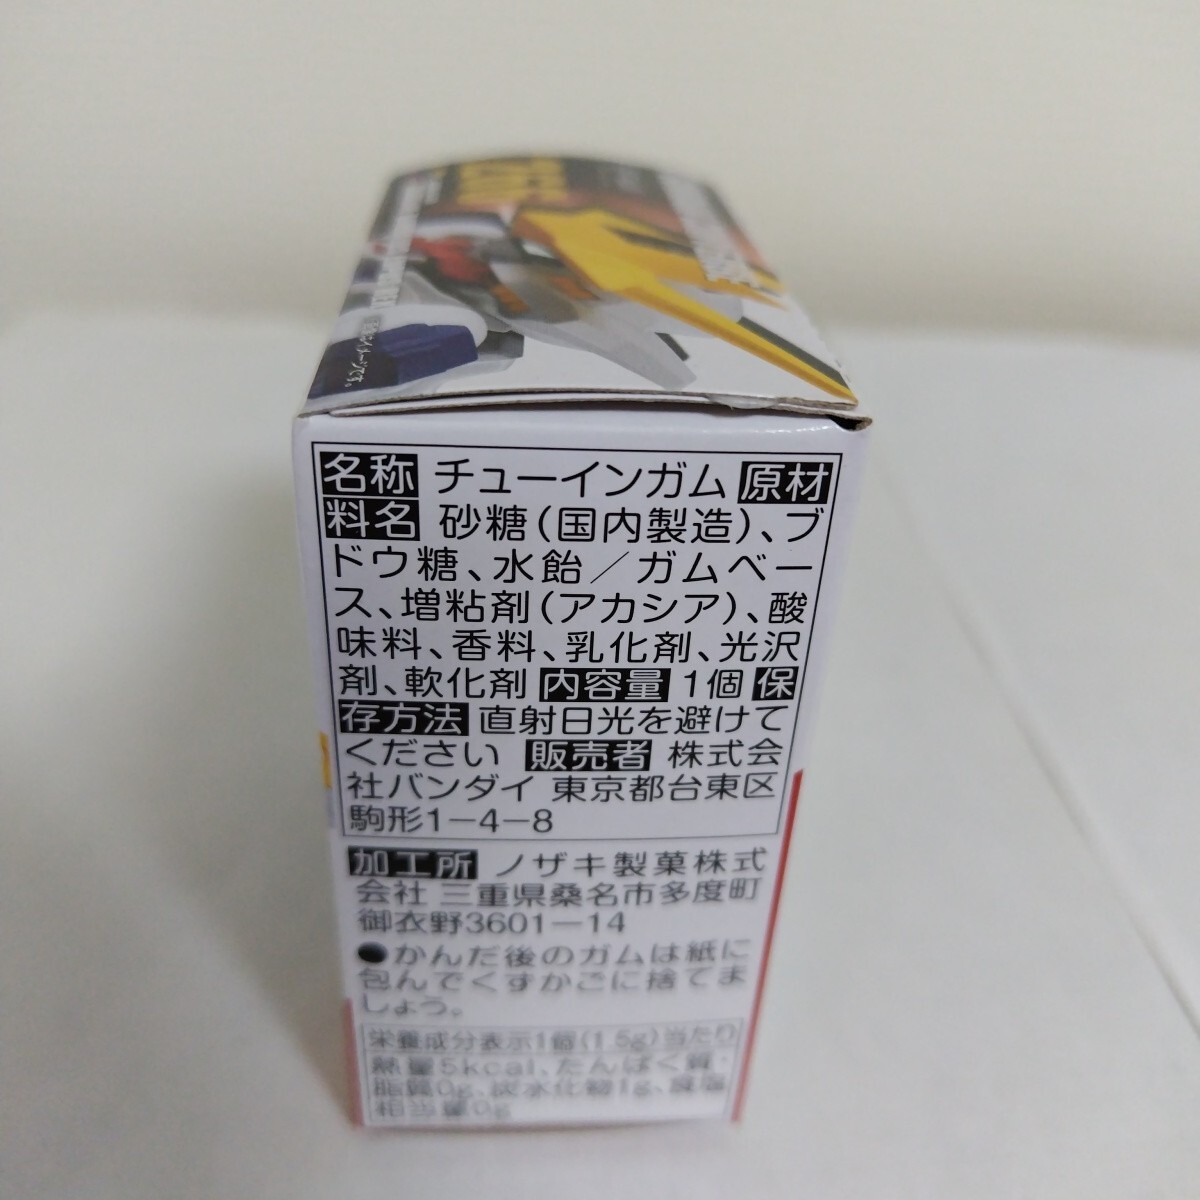 名称 チューインガム 原材
料名 砂糖(国内製造)、ブ
ドウ糖、水飴／ガムベー
ス、増粘剤(アカシア)、酸
味料、香料、乳化剤、光沢
剤、軟化剤 内容量 1個 保
存方法 直射日光を避けて
ください 販売者 株式会
社バンダイ 東京都台東区
駒形1-4-8
加工所 ノザキ製菓株式
会社 三重県桑名市多度町
御衣野3601-14
●かんだ後のガムは紙に
包んでくずかごに捨てま
しょう。
栄養成分表示1個(1.5g)当たり
熱量5kcal、たんぱく質・
脂質0g、炭水化物1g、食塩
相当量0g